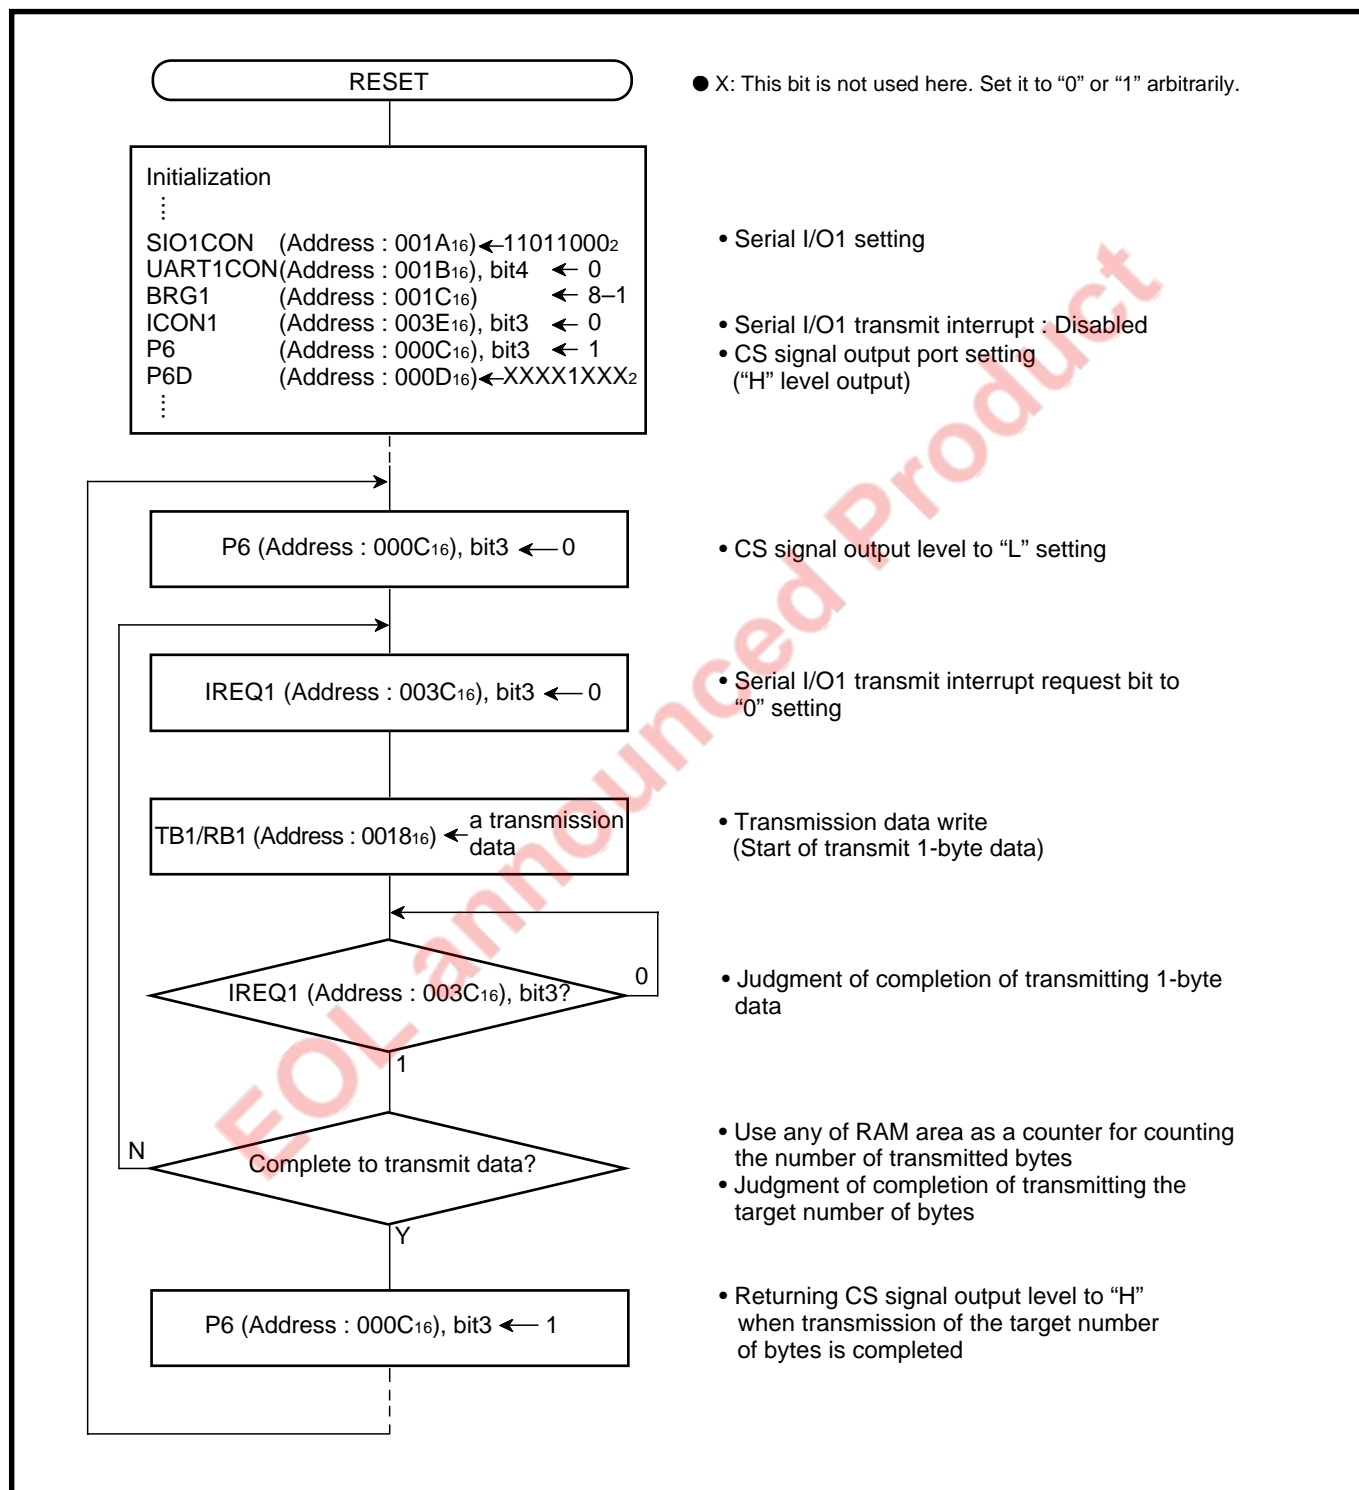 RESET
● X: This bit is not used here. Set it to “0” or “1” arbitrarily.
Initialization
SIO1CON (Address : 001A16) ← 110110002
UART1CON (Address : 001B16), bit4 ← 0
BRG1 (Address : 001C16) ← 8–1
ICON1 (Address : 003E16), bit3 ← 0
P6 (Address : 000C16), bit3 ← 1
P6D (Address : 000D16) ← XXXX1XXX2
• Serial I/O1 setting
• Serial I/O1 transmit interrupt : Disabled
• CS signal output port setting
(“H” level output)
P6 (Address : 000C16), bit3 ← 0
• CS signal output level to “L” setting
IREQ1 (Address : 003C16), bit3 ← 0
• Serial I/O1 transmit interrupt request bit to
“0” setting
TB1/RB1 (Address : 001816) ← a transmission
data
• Transmission data write
(Start of transmit 1-byte data)
IREQ1 (Address : 003C16), bit3?
0
1
• Judgment of completion of transmitting 1-byte
data
Complete to transmit data?
N
Y
• Use any of RAM area as a counter for counting
the number of transmitted bytes
• Judgment of completion of transmitting the
target number of bytes
P6 (Address : 000C16), bit3 ← 1
• Returning CS signal output level to “H”
when transmission of the target number
of bytes is completed
EOL announced Product